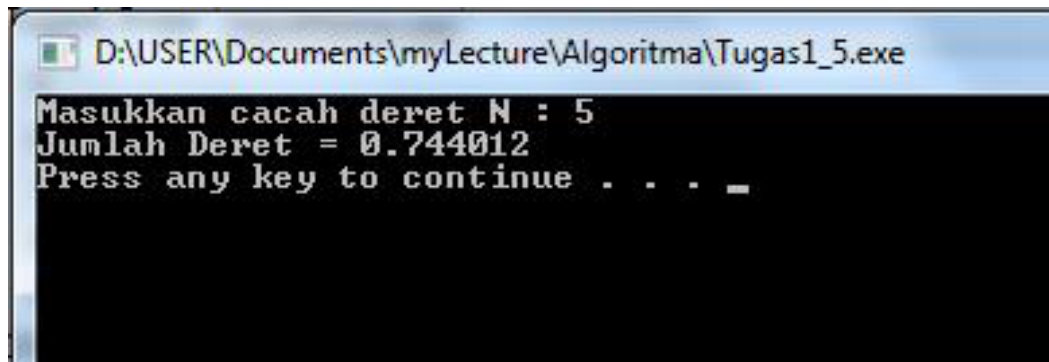 D:\USER\Documents\myLecture\Algoritma\Tugas1_5.exe
Masukkan cacah deret N : 5
Jumlah Deret = 0.744012
Press any key to continue . . . _